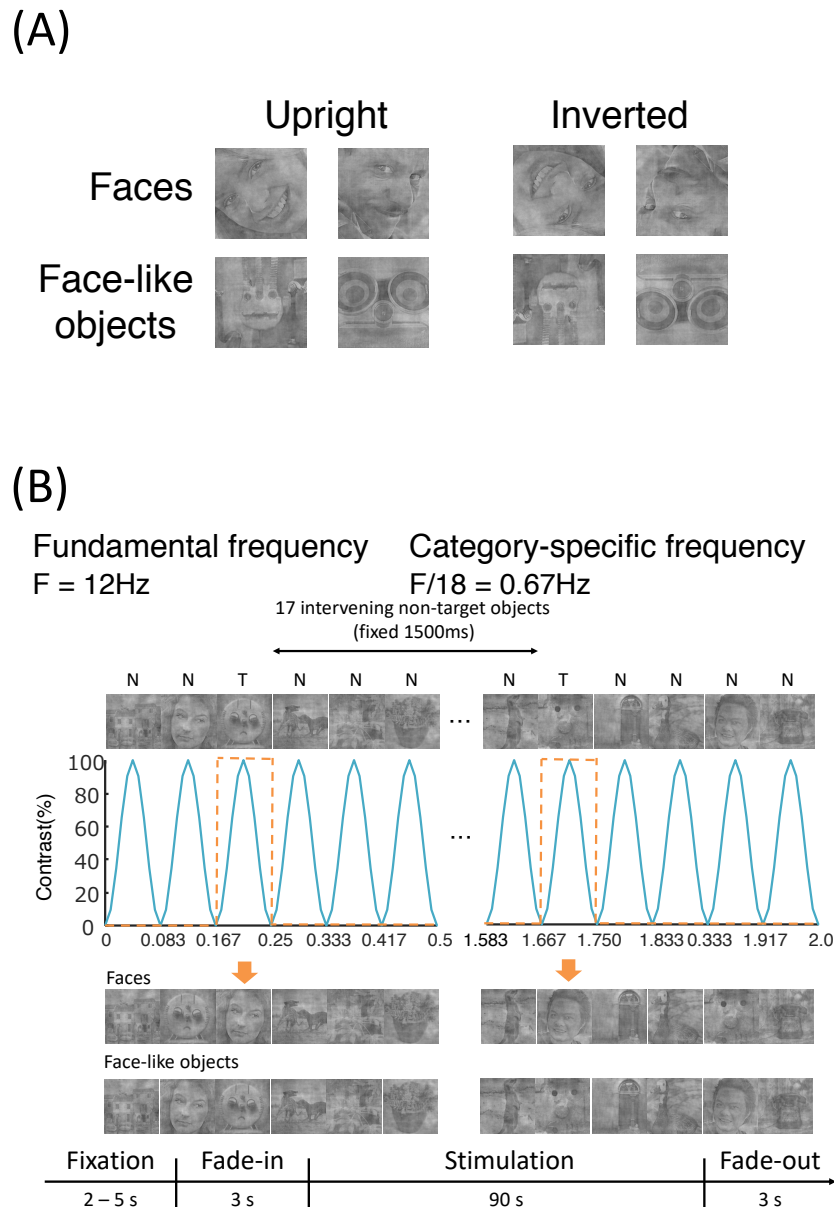 (A)
Upright
Inverted
Faces
Face-like
objects
(B)
Fundamental frequency
F = 12Hz
Category-specific frequency
F/18 = 0.67Hz
17 intervening non-target objects
(fixed 1500ms)
N N T N N N N T N N N N
... 
100
80
60
40
20
0
Contrast(%)
...
0 0.083 0.167 0.25 0.333 0.417 0.5 1.583 1.667 1.750 1.833 0.333 1.917 2.0
Faces
Face-like objects
Fixation Fade-in Stimulation Fade-out
2 – 5 s 3 s 90 s 3 s